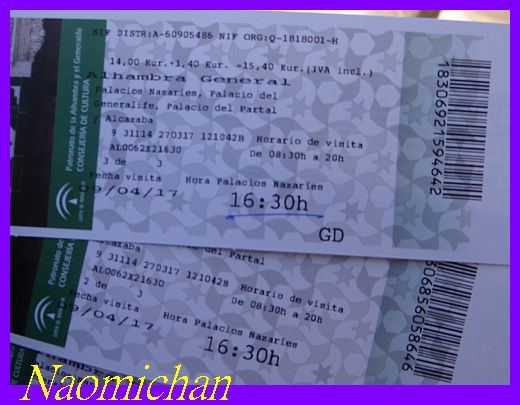 NIF DISTR:A-60905486 NIF ORG:Q-1818001-H
14,00 Eur.+1,40 Eur. =15,40 Eur.(IVA incl.)
Alhambra General
Palacios Nazaríes, Palacio del
Generalife, Palacio del Partal
Alcazaba
9 31114 270317 121042B Horario de visita
AL0062X21630 De 08:30h a 20h
3 de 3
Fecha visita Hora Palacios Nazaríes
09/04/17 16:30h
GD
Patronato de la Alhambra y el Generalife
CONSEJERÍA DE CULTURA
JUNTA DE ANDALUCÍA
18306921504642
Alcazaba
del Partal
9 31114 270317 121042B Horario de visita
AL0062X21630 De 08:30h a 20h
2 de 3
Fecha visita Hora Palacios Nazaríes
09/04/17 16:30h
Patronato de
CONSEJERÍA
8306856058646
Alhambra
Naomichan